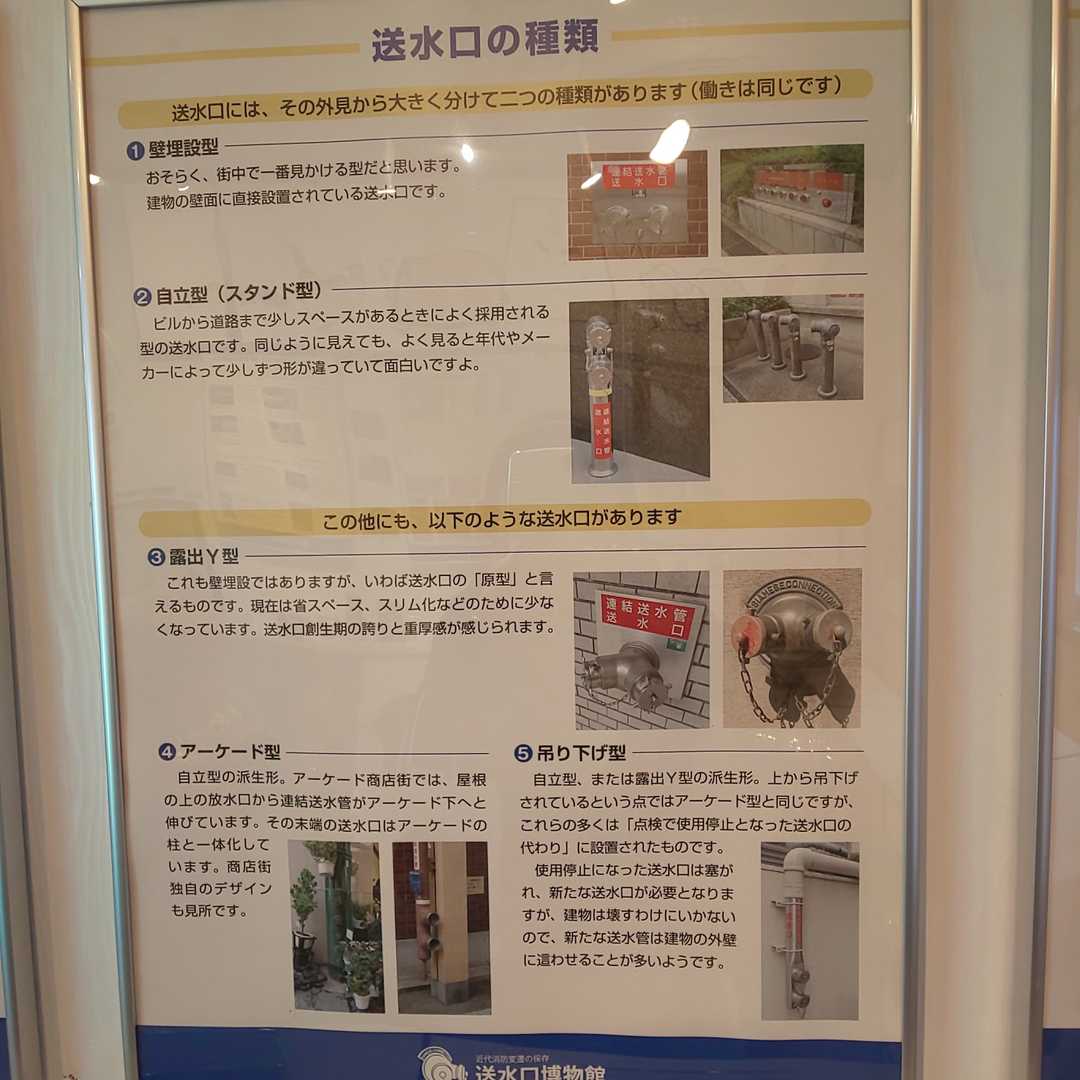 送水口の種類
送水口には、その外見から大きく分けて二つの種類があります(働きは同じです)
1 壁埋設型
おそらく、街中で一番見かける型だと思います。
建物の壁面に直接設置されている送水口です。
連結送水管
送水口
2 自立型(スタンド型)
ビルから道路まで少しスペースがあるときによく採用される
型の送水口です。同じように見えても、よく見ると年代やメー
カーによって少しずつ形が違っていて面白いですよ。
連結送水管
送水口
この他にも、以下のような送水口があります
3 露出Y型
これも壁埋設ではありますが、いわば送水口の「原型」と言
えるものです。現在は省スペース、スリム化などのために少な
くなっています。送水口創生期の誇りと重厚感が感じられます。
連結送水管
送水口
SIAMESE CONNECTION
4 アーケード型
自立型の派生形。アーケード商店街では、屋根
の上の放水口から連結送水管がアーケード下へと
伸びています。その末端の送水口はアーケードの
柱と一体化して
います。商店街
独自のデザイン
も見所です。
5 吊り下げ型
自立型、または露出Y型の派生形。上から吊下げ
されているという点ではアーケード型と同じですが、
これらの多くは「点検で使用停止となった送水口の
代わり」に設置されたものです。
使用停止になった送水口は塞が
れ、新たな送水口が必要となりま
すが、建物は壊すわけにいかない
ので、新たな送水管は建物の外壁
に這わせることが多いようです。
近代消防変遷の保存
送水口博物館